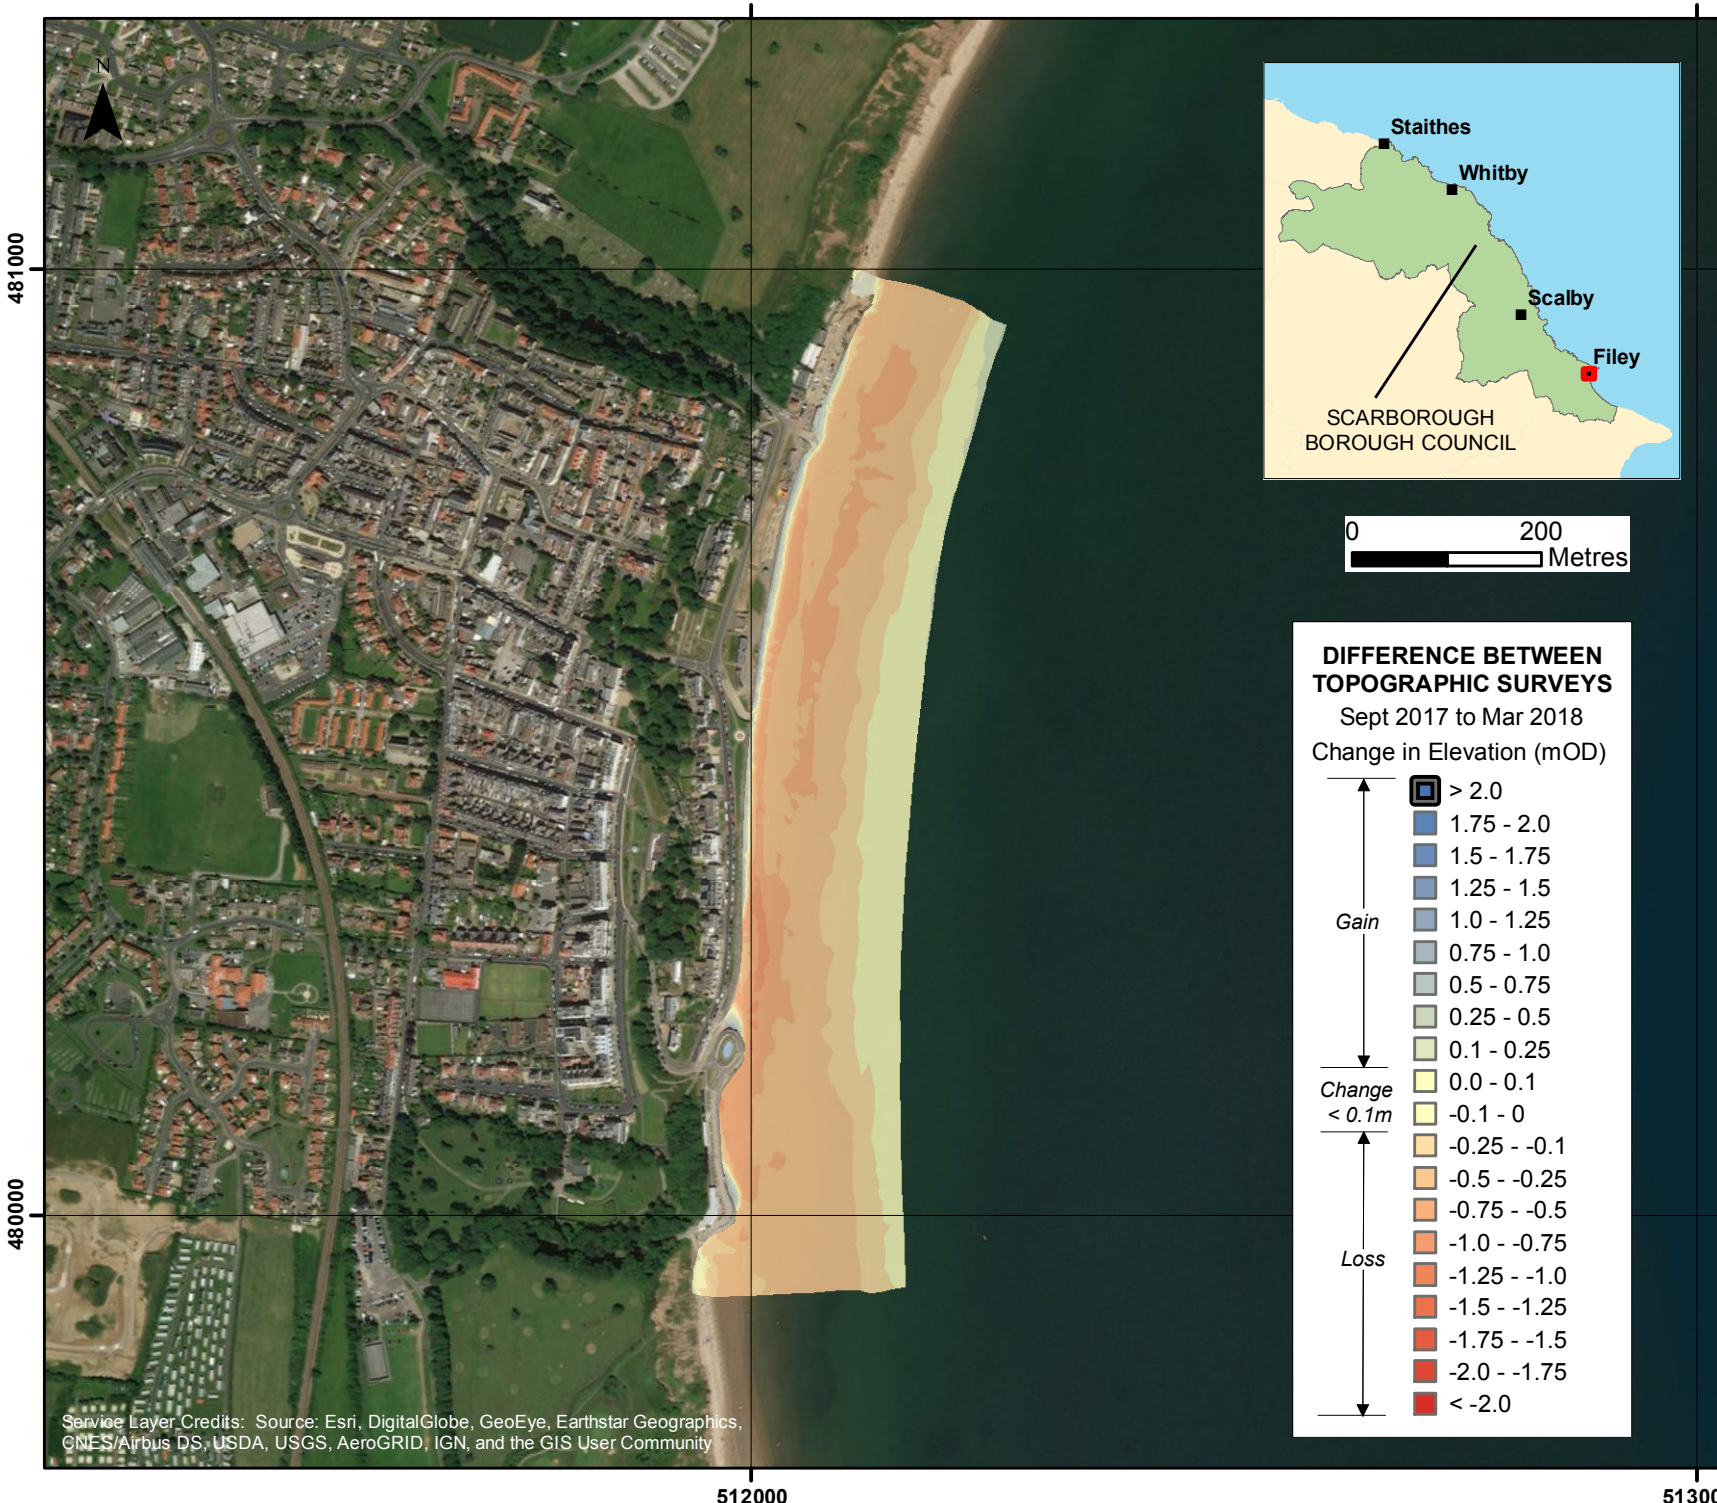 N
481000
480000
512000
Staithes
Whitby
Scalby
Filey
SCARBOROUGH
BOROUGH COUNCIL
0 200
Metres
DIFFERENCE BETWEEN
TOPOGRAPHIC SURVEYS
Sept 2017 to Mar 2018
Change in Elevation (mOD)
> 2.0
1.75 - 2.0
1.5 - 1.75
1.25 - 1.5
Gain
1.0 - 1.25
0.75 - 1.0
0.5 - 0.75
0.25 - 0.5
0.1 - 0.25
Change
< 0.1m
0.0 - 0.1
-0.1 - 0
-0.25 - -0.1
-0.5 - -0.25
-0.75 - -0.5
-1.0 - -0.75
Loss
-1.25 - -1.0
-1.5 - -1.25
-1.75 - -1.5
-2.0 - -1.75
< -2.0
Service Layer Credits: Source: Esri, DigitalGlobe, GeoEye, Earthstar Geographics,
CNES/Airbus DS, USDA, USGS, AeroGRID, IGN, and the GIS User Community